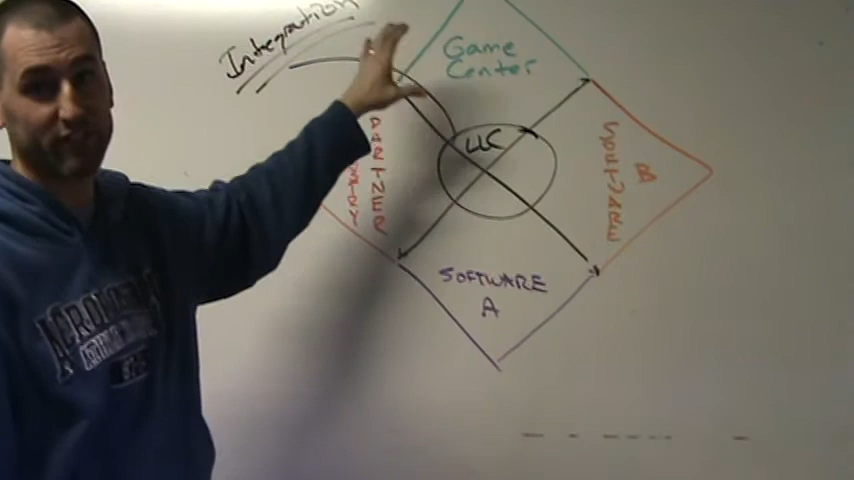 Integration
Game
Center
LLC
PARTNER
SOFTWARE
B
SOFTWARE
A